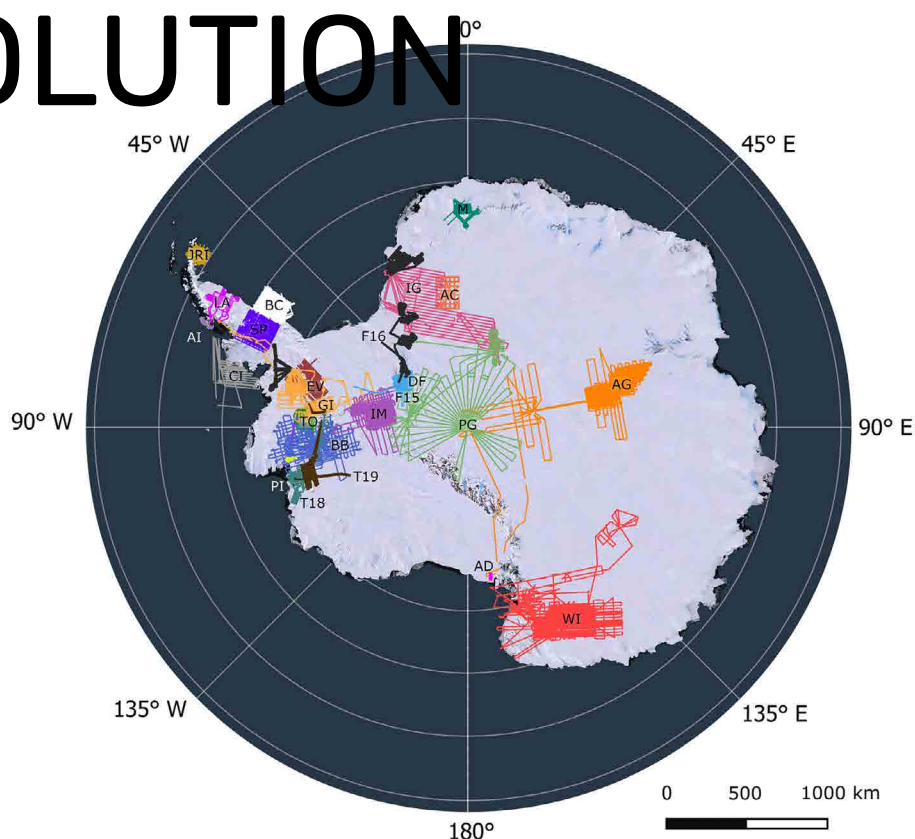 OLUTION
0°
45° W
45° E
M
JRI
IG
AC
LA
BC
SP
AI
F16
CI
EV
DF
F15
AG
GI
IM
TO
PG
90° W
90° E
BB
T19
PI
T18
AD
WI
135° W
135° E
0 500 1000 km
180°